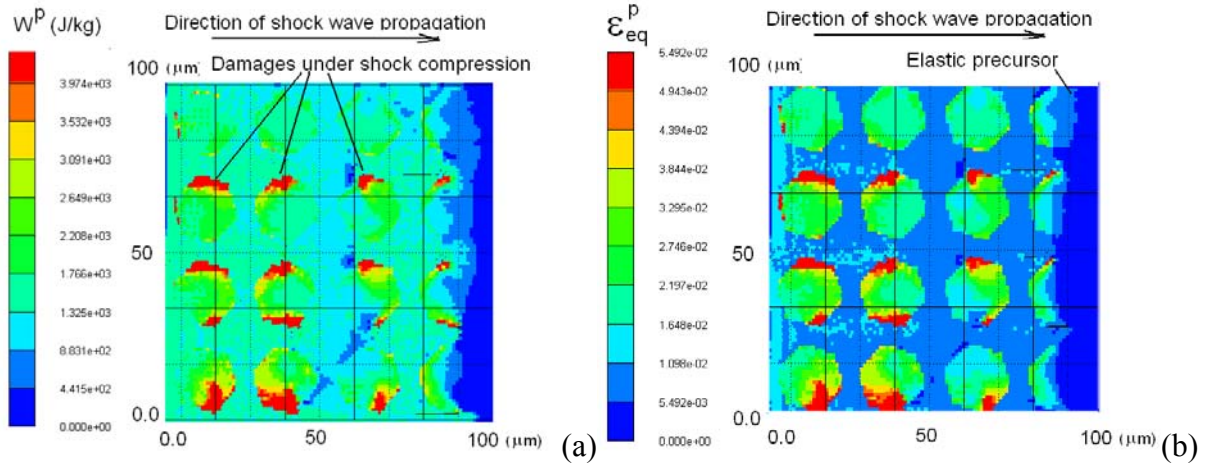 W^p (J/kg)
Direction of shock wave propagation
100 (μm)
Damages under shock compression
3.974e+03
3.532e+03
3.091e+03
2.649e+03
2.208e+03
1.766e+03
1.325e+03
8.831e+02
4.415e+02
0.000e+00
50
0.0
0.0
50
100 (μm)
(a)
ε^p_eq
Direction of shock wave propagation
100 (μm)
Elastic precursor
5.492e-02
4.943e-02
4.394e-02
3.844e-02
3.295e-02
2.746e-02
2.197e-02
1.648e-02
1.098e-02
5.492e-03
0.000e+00
50
0.0
0.0
50
100 (μm)
(b)